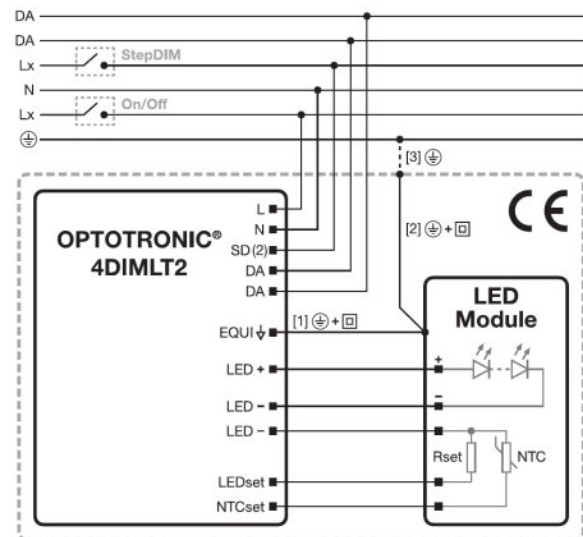 DA
DA
Lx StepDIM
N
Lx On/Off
[3]
CE
OPTOTRONIC®
4DIMLT2
L
N
SD (2)
DA
DA
EQUI
LED +
LED –
LED –
LEDset
NTCset
[2] +
[1] +
LED
Module
+
–
Rset NTC